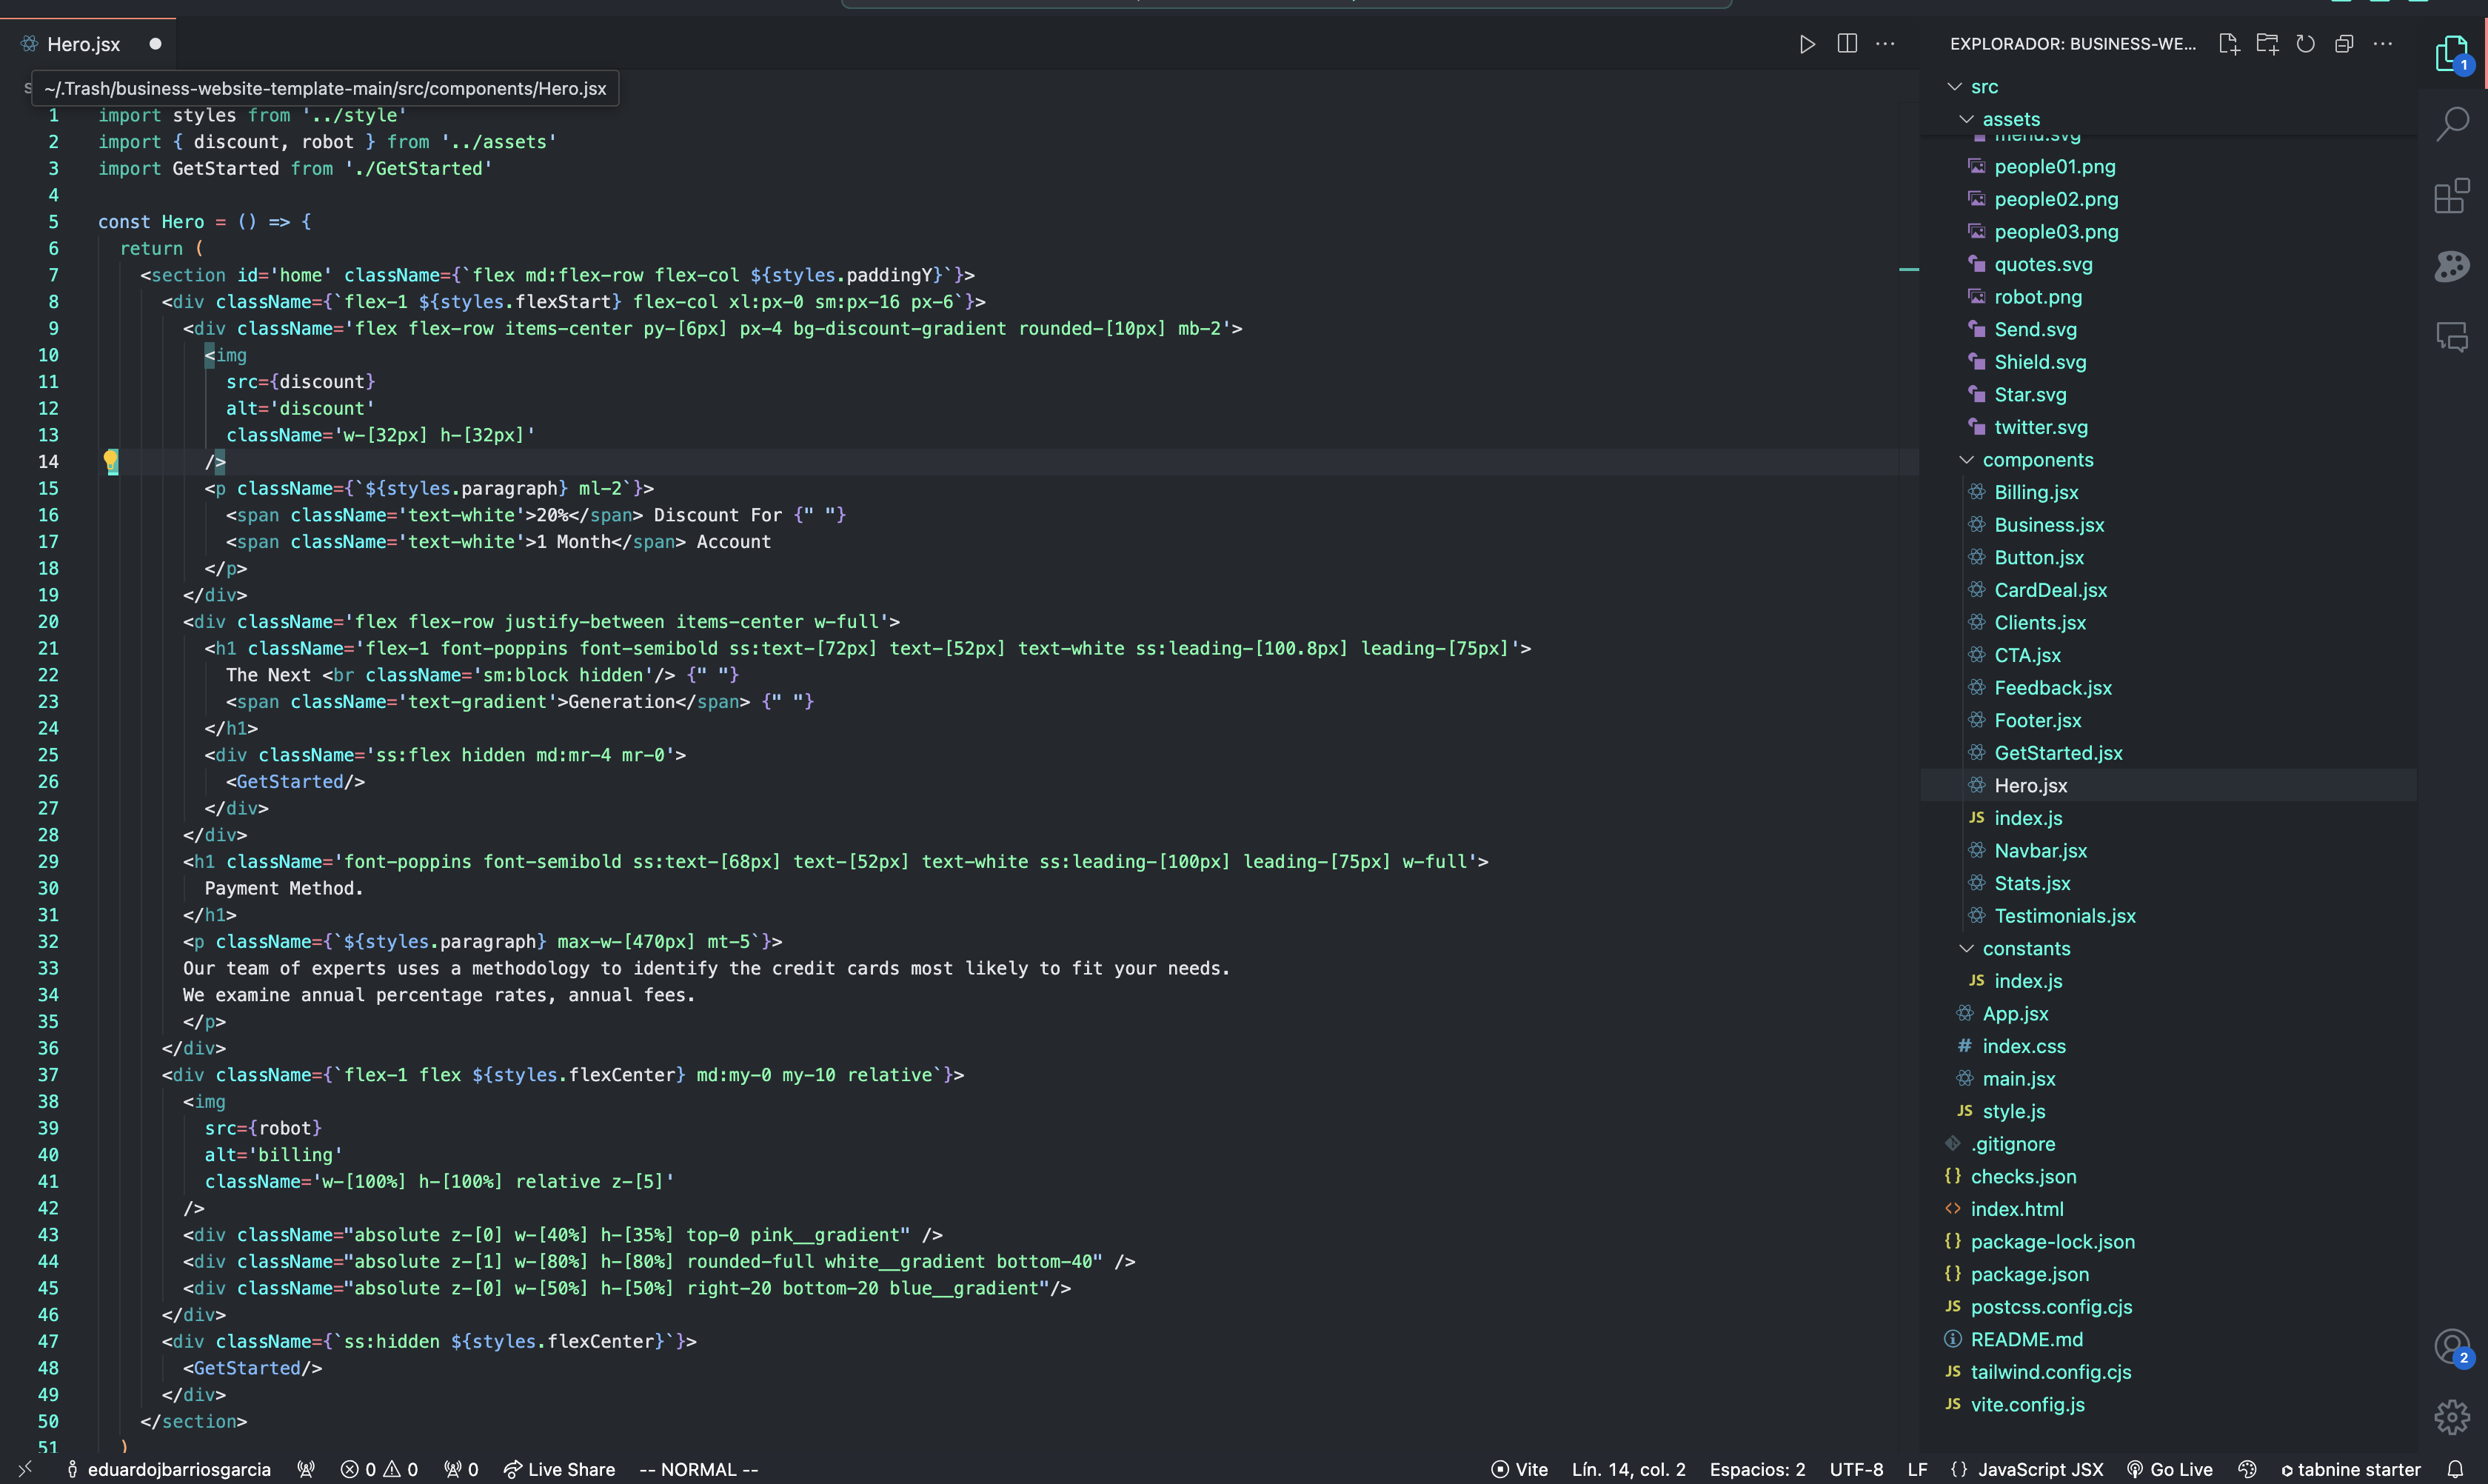 Hero.jsx
~/.Trash/business-website-template-main/src/components/Hero.jsx
1 import styles from '../style'
2 import { discount, robot } from '../assets'
3 import GetStarted from './GetStarted'
4
5 const Hero = () => {
6 return (
7 <section id='home' className={`flex md:flex-row flex-col ${styles.paddingY}`}>
8 <div className={`flex-1 ${styles.flexStart} flex-col xl:px-0 sm:px-16 px-6`}>
9 <div className='flex flex-row items-center py-[6px] px-4 bg-discount-gradient rounded-[10px] mb-2'>
10 <img
11 src={discount}
12 alt='discount'
13 className='w-[32px] h-[32px]'
14 />
15 <p className={`${styles.paragraph} ml-2`}>
16 <span className='text-white'>20%</span> Discount For {" "}
17 <span className='text-white'>1 Month</span> Account
18 </p>
19 </div>
20 <div className='flex flex-row justify-between items-center w-full'>
21 <h1 className='flex-1 font-poppins font-semibold ss:text-[72px] text-[52px] text-white ss:leading-[100.8px] leading-[75px]'>
22 The Next <br className='sm:block hidden'/> {" "}
23 <span className='text-gradient'>Generation</span> {" "}
24 </h1>
25 <div className='ss:flex hidden md:mr-4 mr-0'>
26 <GetStarted/>
27 </div>
28 </div>
29 <h1 className='font-poppins font-semibold ss:text-[68px] text-[52px] text-white ss:leading-[100px] leading-[75px] w-full'>
30 Payment Method.
31 </h1>
32 <p className={`${styles.paragraph} max-w-[470px] mt-5`}>
33 Our team of experts uses a methodology to identify the credit cards most likely to fit your needs.
34 We examine annual percentage rates, annual fees.
35 </p>
36 </div>
37 <div className={`flex-1 flex ${styles.flexCenter} md:my-0 my-10 relative`}>
38 <img
39 src={robot}
40 alt='billing'
41 className='w-[100%] h-[100%] relative z-[5]'
42 />
43 <div className="absolute z-[0] w-[40%] h-[35%] top-0 pink__gradient" />
44 <div className="absolute z-[1] w-[80%] h-[80%] rounded-full white__gradient bottom-40" />
45 <div className="absolute z-[0] w-[50%] h-[50%] right-20 bottom-20 blue__gradient"/>
46 </div>
47 <div className={`ss:hidden ${styles.flexCenter}`}>
48 <GetStarted/>
49 </div>
50 </section>
51 )
EXPLORADOR: BUSINESS-WE...
src
assets
menu.svg
people01.png
people02.png
people03.png
quotes.svg
robot.png
Send.svg
Shield.svg
Star.svg
twitter.svg
components
Billing.jsx
Business.jsx
Button.jsx
CardDeal.jsx
Clients.jsx
CTA.jsx
Feedback.jsx
Footer.jsx
GetStarted.jsx
Hero.jsx
JS index.js
Navbar.jsx
Stats.jsx
Testimonials.jsx
constants
JS index.js
App.jsx
# index.css
main.jsx
JS style.js
.gitignore
{} checks.json
<> index.html
{} package-lock.json
{} package.json
JS postcss.config.cjs
README.md
JS tailwind.config.cjs
JS vite.config.js
1
2
eduardojbarriosgarcia 0 0 0 Live Share -- NORMAL -- Vite Lín. 14, col. 2 Espacios: 2 UTF-8 LF {} JavaScript JSX Go Live tabnine starter